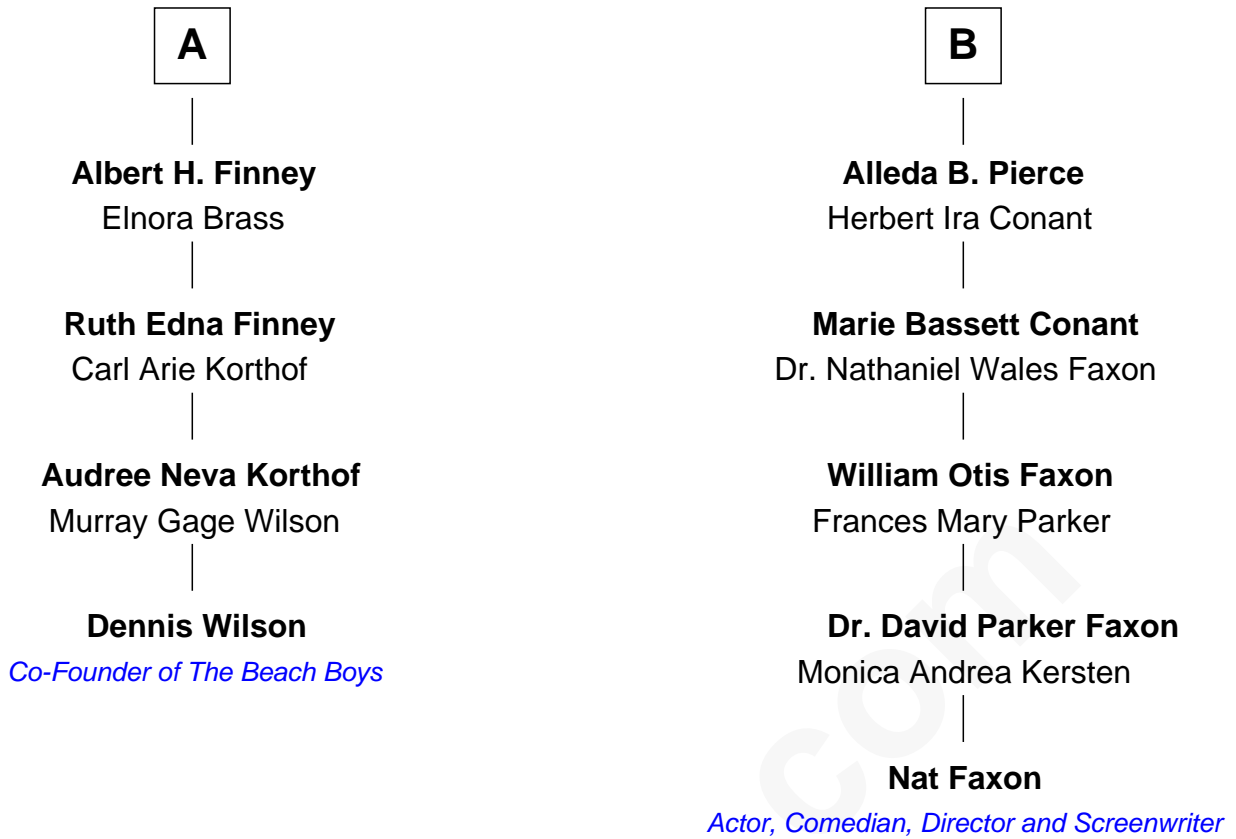 A
Albert H. Finney
Elnora Brass
Ruth Edna Finney
Carl Arie Korthof
Audree Neva Korthof
Murray Gage Wilson
Dennis Wilson
Co-Founder of The Beach Boys
B
Alleda B. Pierce
Herbert Ira Conant
Marie Bassett Conant
Dr. Nathaniel Wales Faxon
William Otis Faxon
Frances Mary Parker
Dr. David Parker Faxon
Monica Andrea Kersten
Nat Faxon
Actor, Comedian, Director and Screenwriter
com